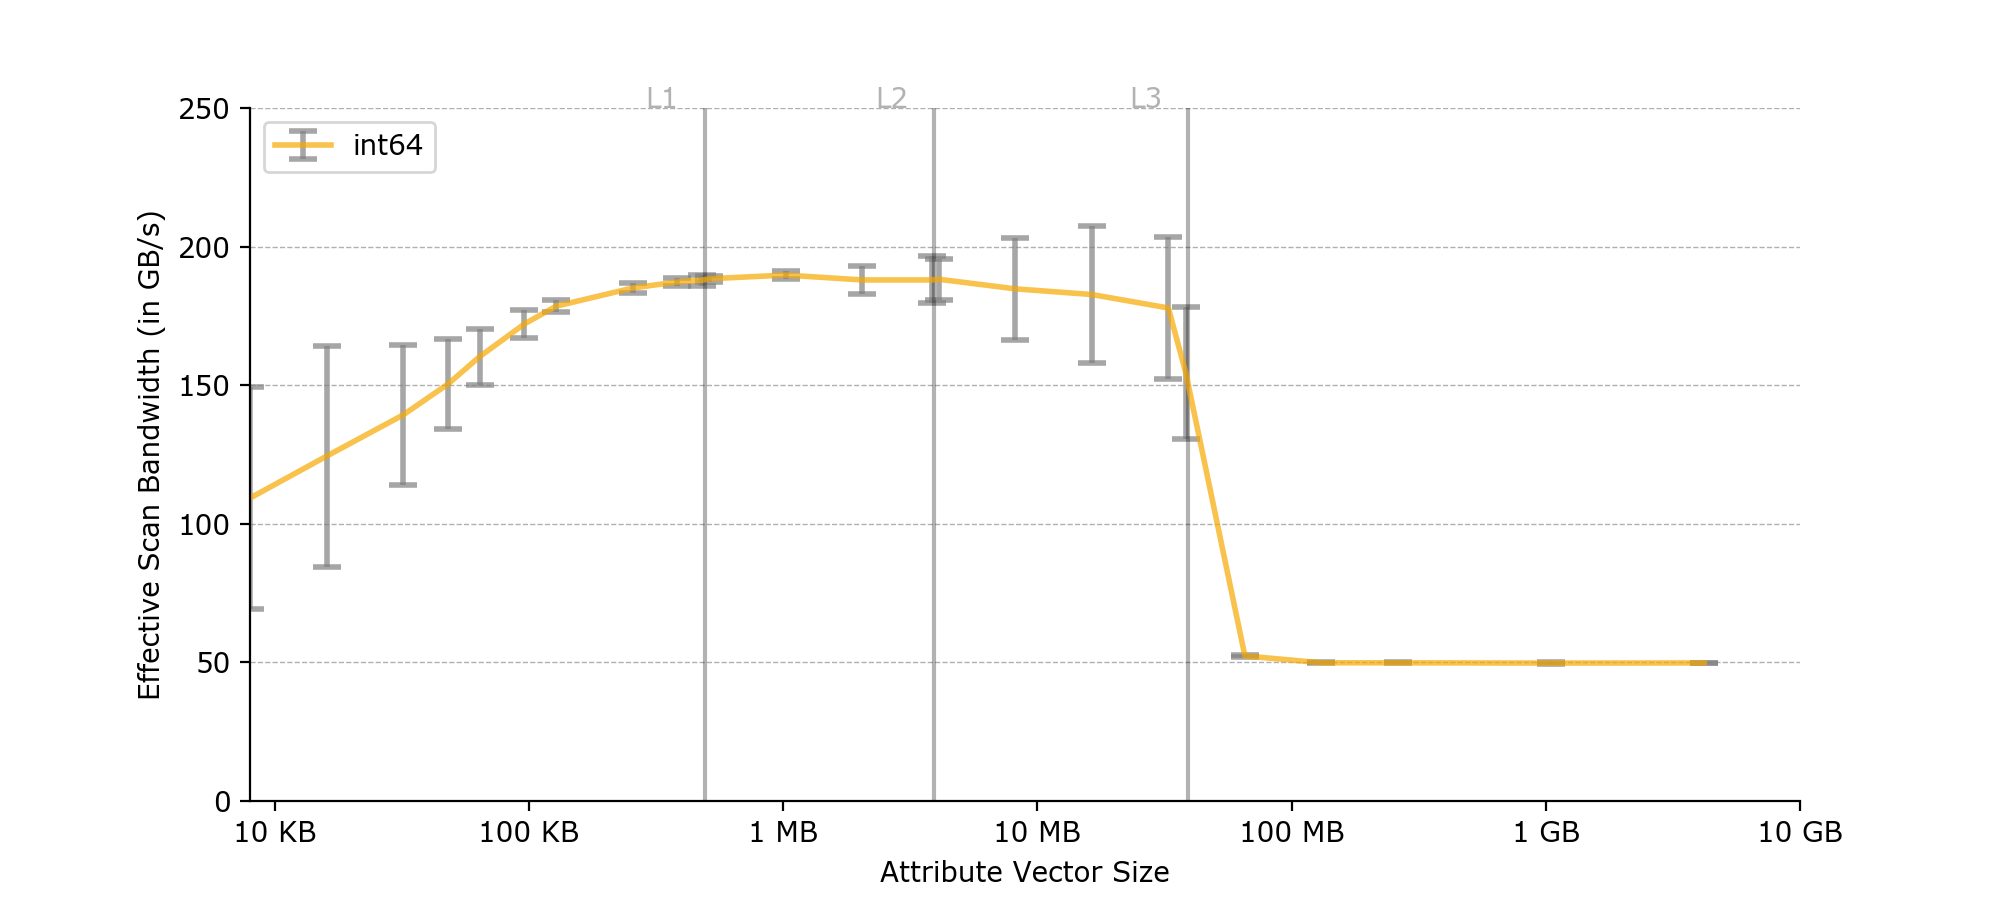 L1 L2 L3
250
int64
200
150
100
50
0
Effective Scan Bandwidth (in GB/s)
10 KB 100 KB 1 MB 10 MB 100 MB 1 GB 10 GB
Attribute Vector Size